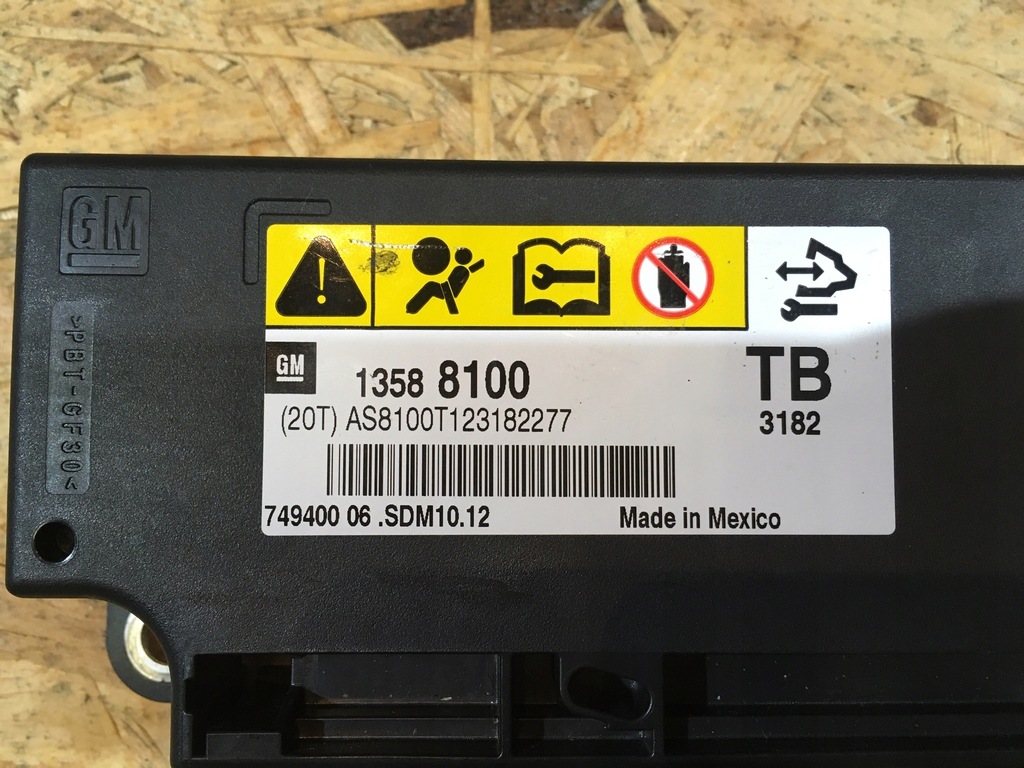 GM
>PBT-GF30<
GM
1358 8100
TB
(20T) AS8100T123182277
3182
749400 06 .SDM10.12
Made in Mexico